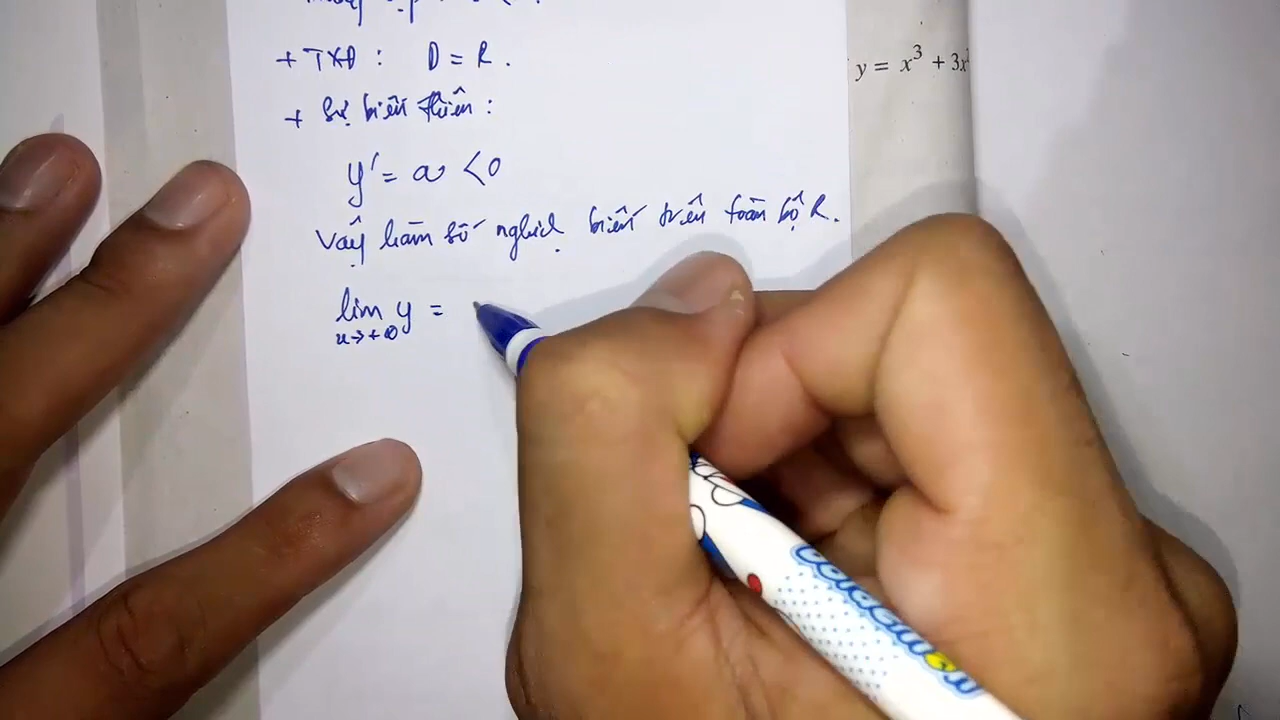 + TXĐ : D = R .
y = x³ + 3x
+ Sự biến thiên :
y' = a < 0
Vậy hàm số nghịch biến trên toàn bộ R.
lim y =
x→+∞